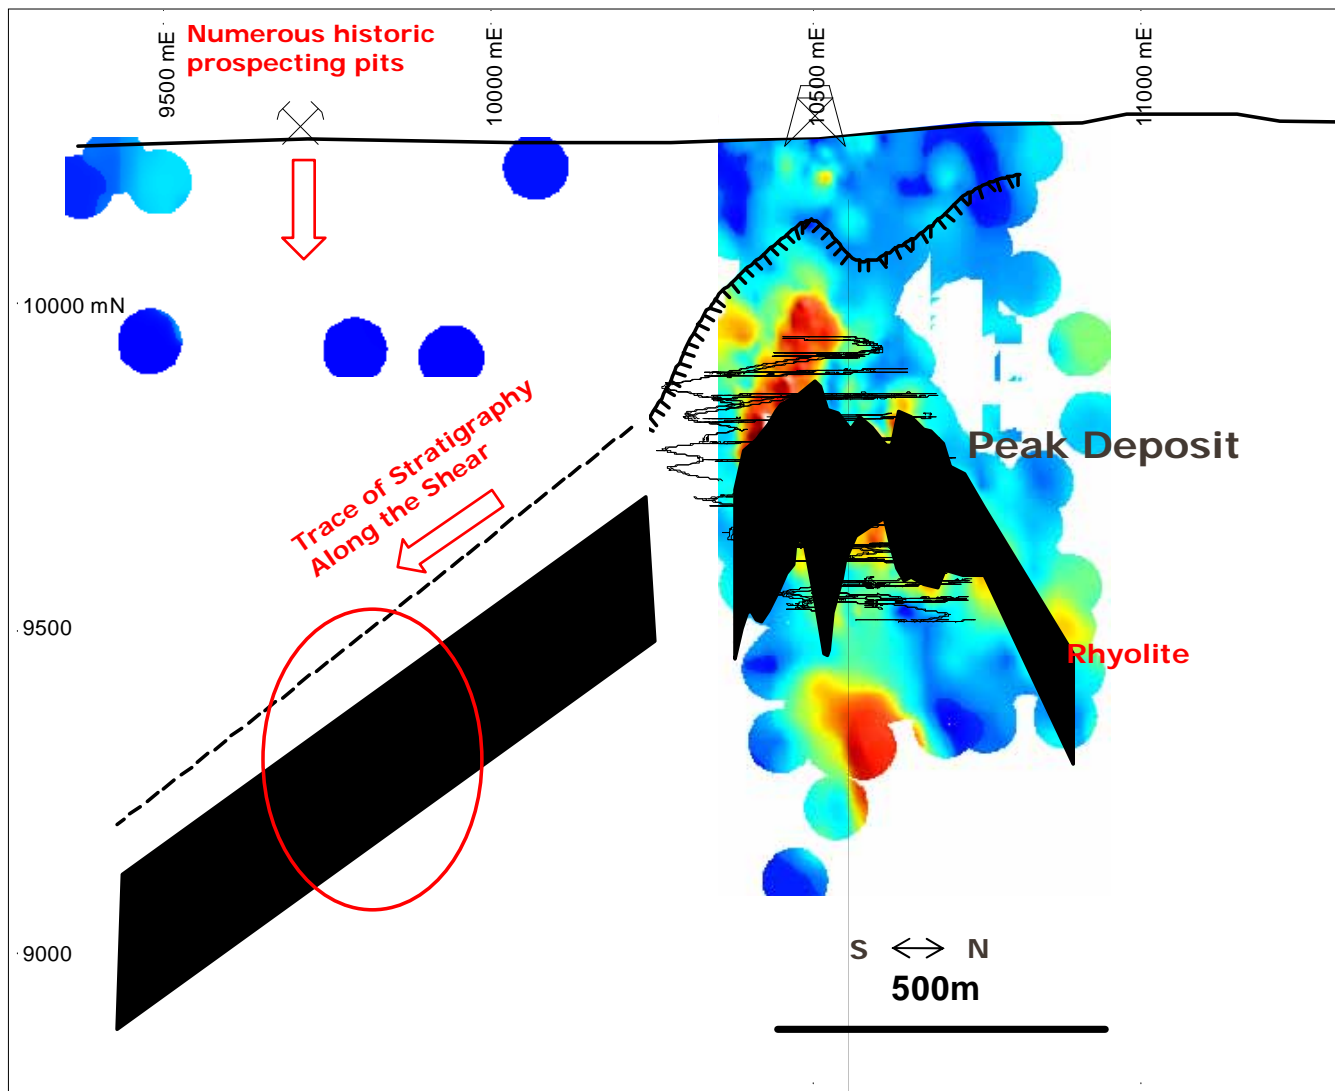 9500 mE
Numerous historic
prospecting pits
10000 mE
10500 mE
11000 mE
10000 mN
Trace of Stratigraphy
Along the Shear
Peak Deposit
9500
Rhyolite
9000
S N
500m